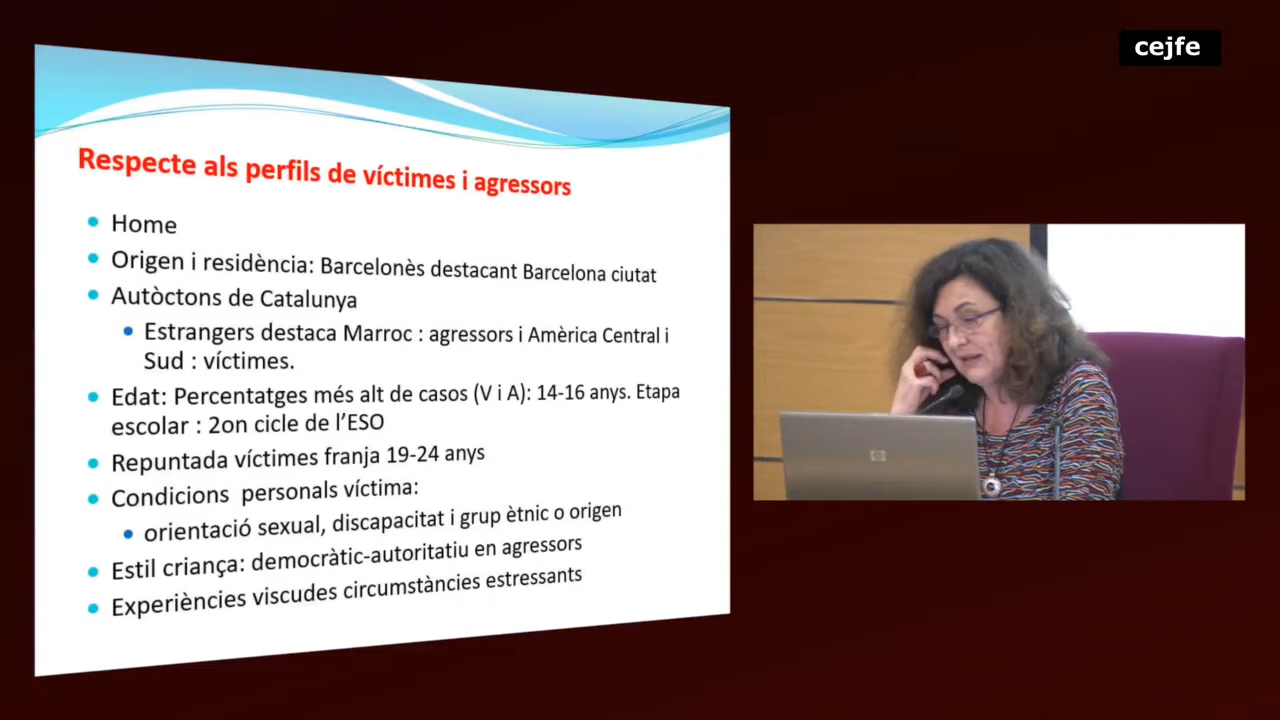 cejfe
Respecte als perfils de víctimes i agressors
Home
Origen i residència: Barcelonès destacant Barcelona ciutat
Autòctons de Catalunya
Estrangers destaca Marroc : agressors i Amèrica Central i
Sud : víctimes.
Edat: Percentatges més alt de casos (V i A): 14-16 anys. Etapa
escolar : 2on cicle de l’ESO
Repuntada víctimes franja 19-24 anys
Condicions personals víctima:
orientació sexual, discapacitat i grup ètnic o origen
Estil criança: democràtic-autoritatiu en agressors
Experiències viscudes circumstàncies estressants
hp